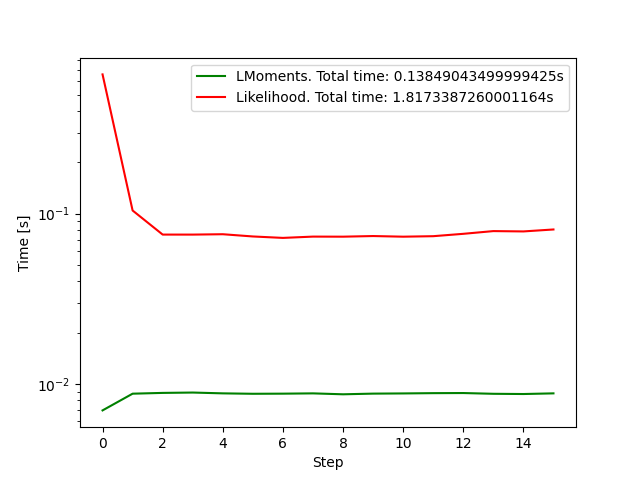 LMoments. Total time: 0.13849043499999425s
Likelihood. Total time: 1.8173387260001164s
Time [s]
10⁻¹
10⁻²
0 2 4 6 8 10 12 14
Step